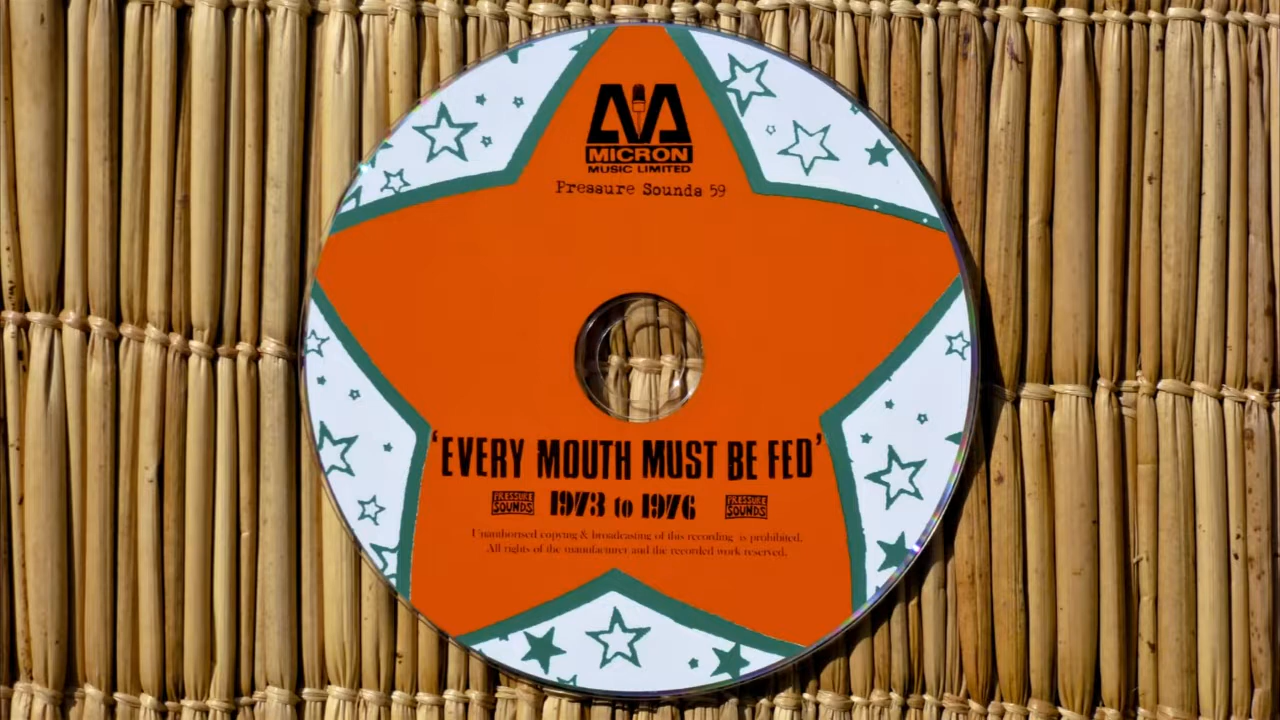 MICRON
MUSIC LIMITED
Pressure Sounds 59
'EVERY MOUTH MUST BE FED'
PRESSURE SOUNDS 1973 to 1976 PRESSURE SOUNDS
Unauthorised copying & broadcasting of this recording is prohibited.
All rights of the manufacturer and the recorded work reserved.